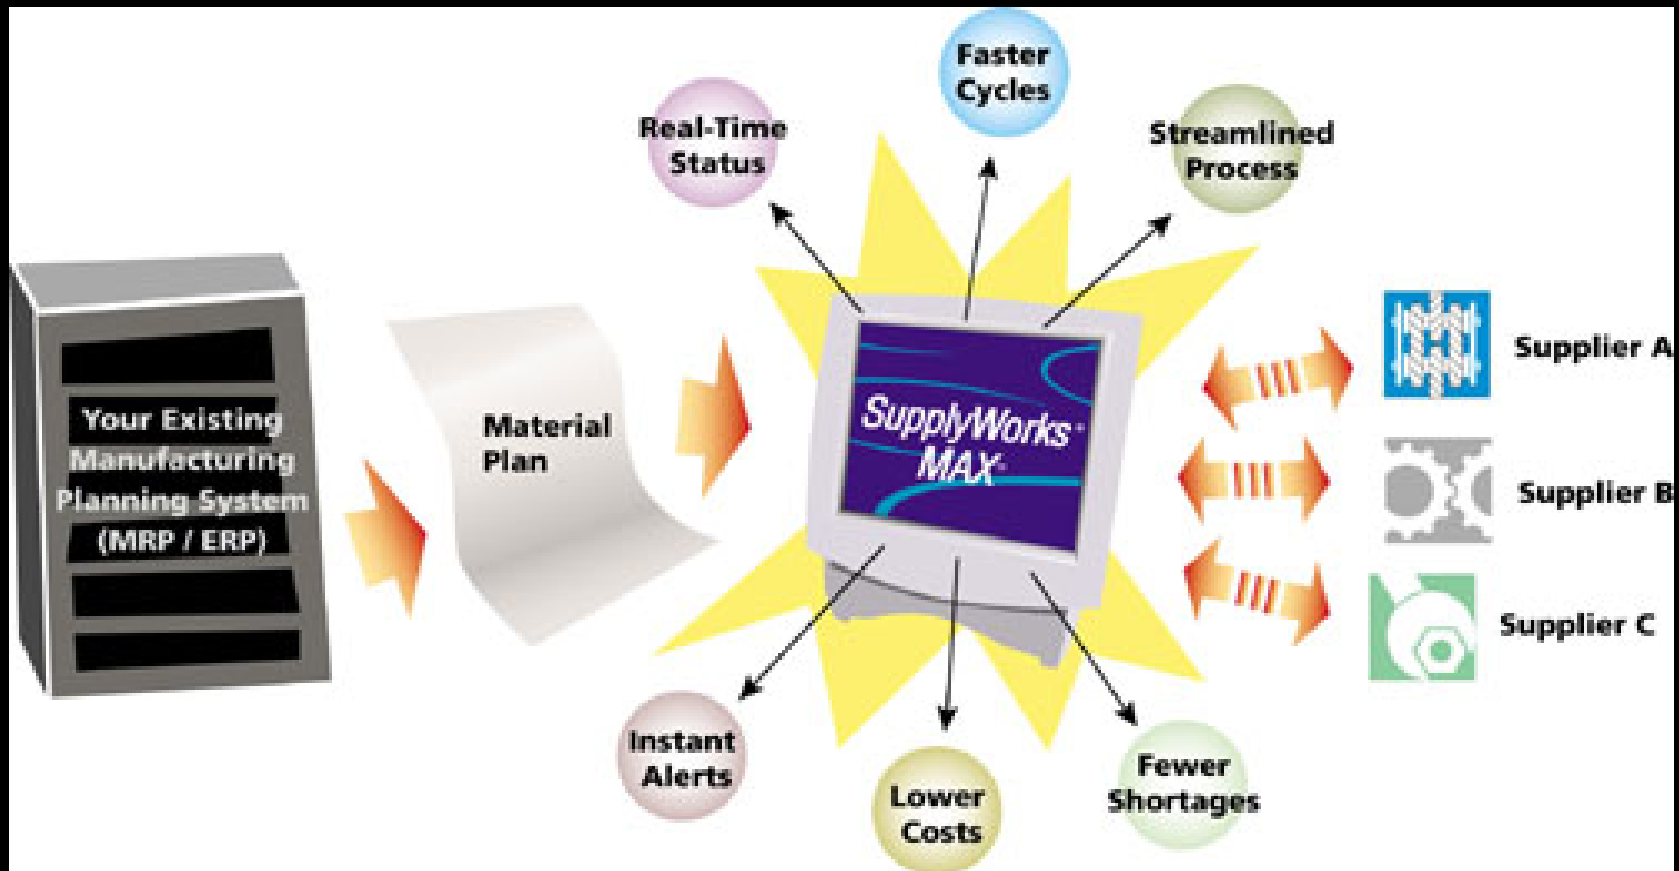 Faster
Cycles
Real-Time
Status
Streamlined
Process
Your Existing
Manufacturing
Planning System
(MRP / ERP)
Material
Plan
SupplyWorks
MAX
Supplier A
Supplier B
Supplier C
Instant
Alerts
Lower
Costs
Fewer
Shortages